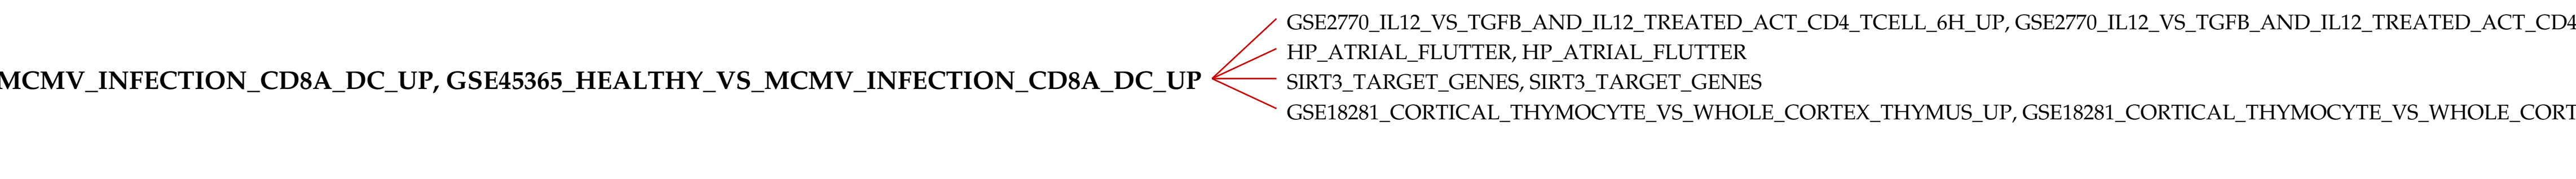 GSE2770_IL12_VS_TGFB_AND_IL12_TREATED_ACT_CD4_TCELL_6H_UP, GSE2770_IL12_VS_TGFB_AND_IL12_TREATED_ACT_CD4
HP_ATRIAL_FLUTTER, HP_ATRIAL_FLUTTER
MCMV_INFECTION_CD8A_DC_UP, GSE45365_HEALTHY_VS_MCMV_INFECTION_CD8A_DC_UP
SIRT3_TARGET_GENES, SIRT3_TARGET_GENES
GSE18281_CORTICAL_THYMOCYTE_VS_WHOLE_CORTEX_THYMUS_UP, GSE18281_CORTICAL_THYMOCYTE_VS_WHOLE_CORT